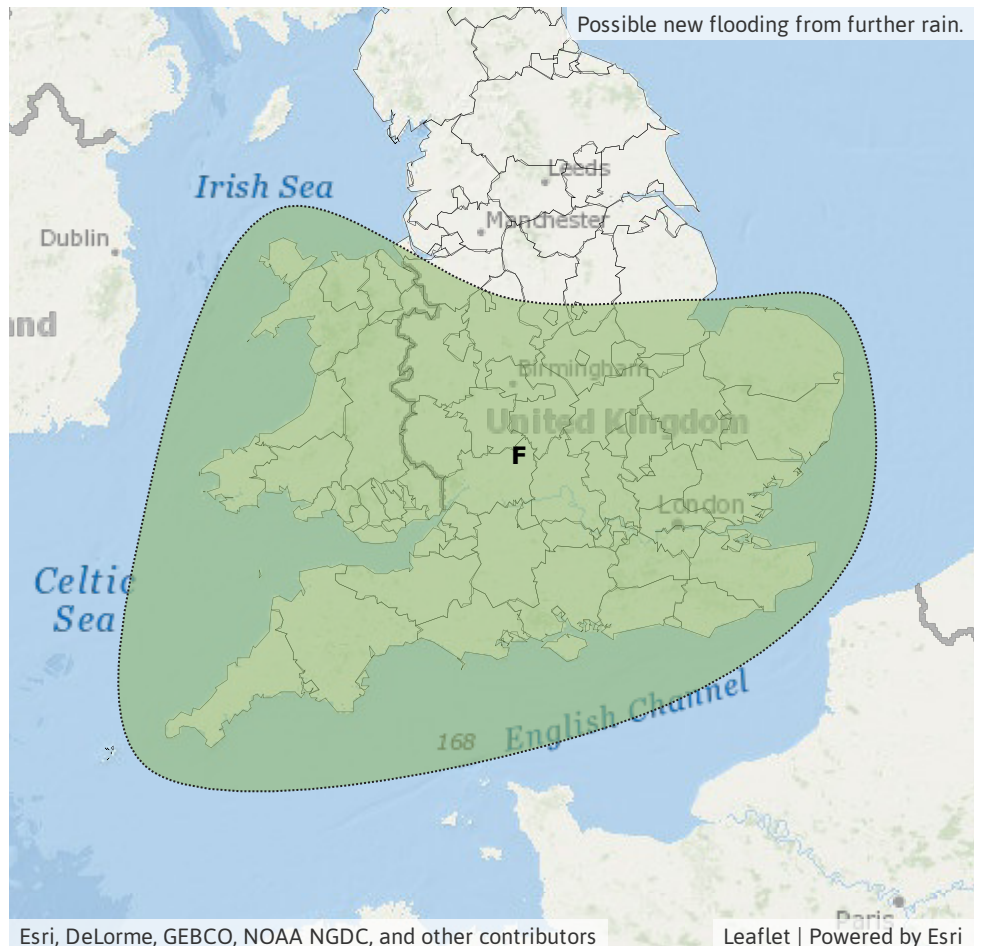 Possible new flooding from further rain.
Leeds
Irish Sea
Manchester
Dublin
and
Birmingham
United Kingdom
F
London
Celtic
Sea
English Channel
168
Paris
Esri, DeLorme, GEBCO, NOAA NGDC, and other contributors
Leaflet | Powered by Esri